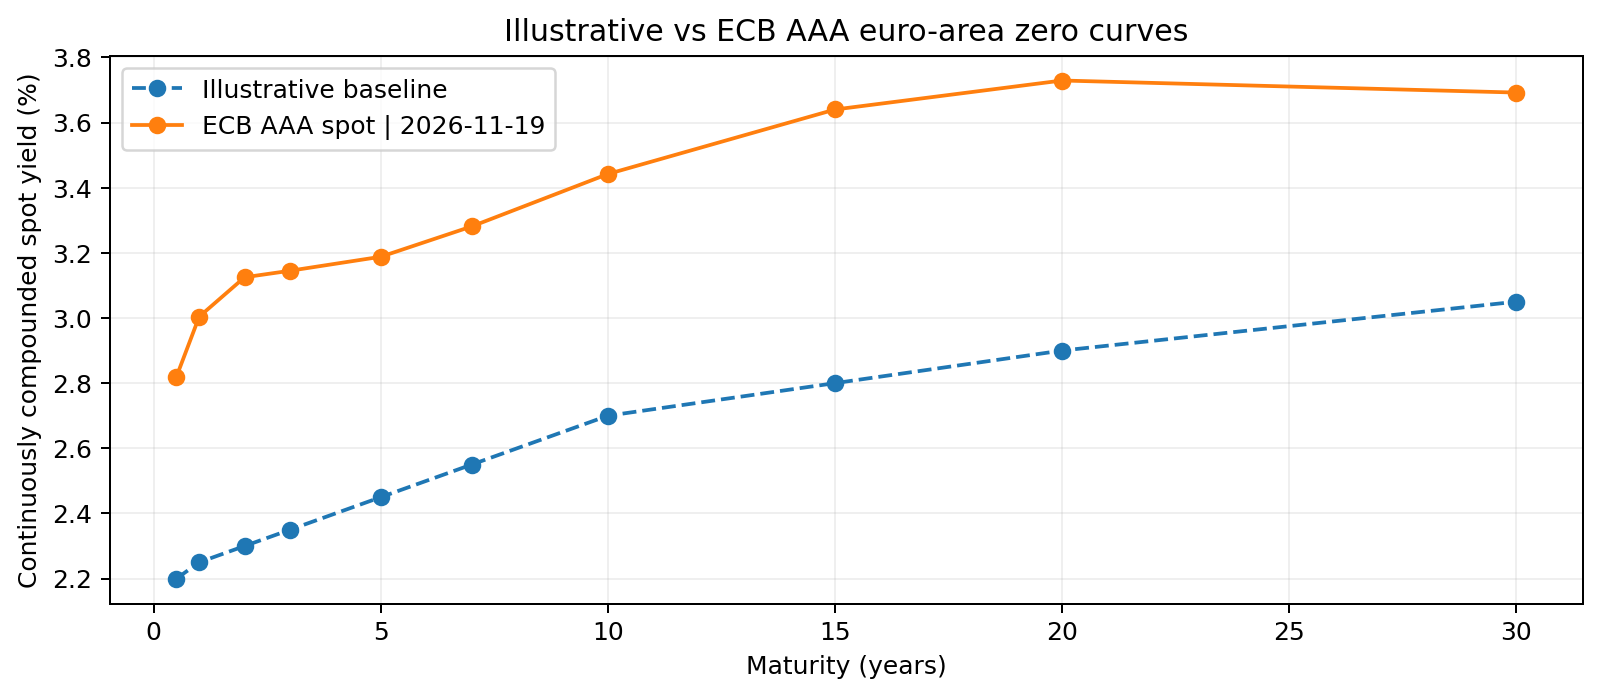 Illustrative vs ECB AAA euro-area zero curves
Continuously compounded spot yield (%)
3.8
3.6
3.4
3.2
3.0
2.8
2.6
2.4
2.2
Illustrative baseline
ECB AAA spot | 2026-11-19
0 5 10 15 20 25 30
Maturity (years)